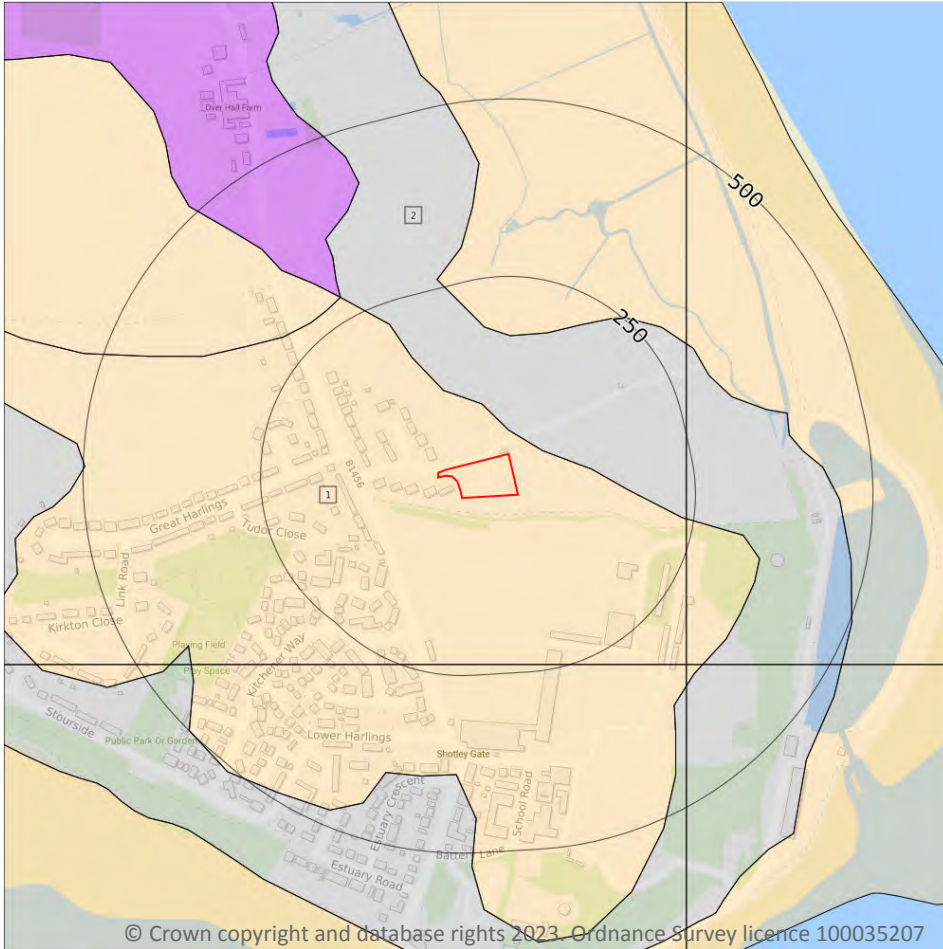 Over Hall Farm
500
2
250
B1456
1
Great Harlings
Tudor Close
Link Road
Kirkton Close
Playing Field
Play Space
Kitchener Way
Stourside
Public Park Or Garden
Lower Harlings
Shotley Gate
Estuary Crescent
School Road
Battery Lane
Estuary Road
© Crown copyright and database rights 2023. Ordnance Survey licence 100035207